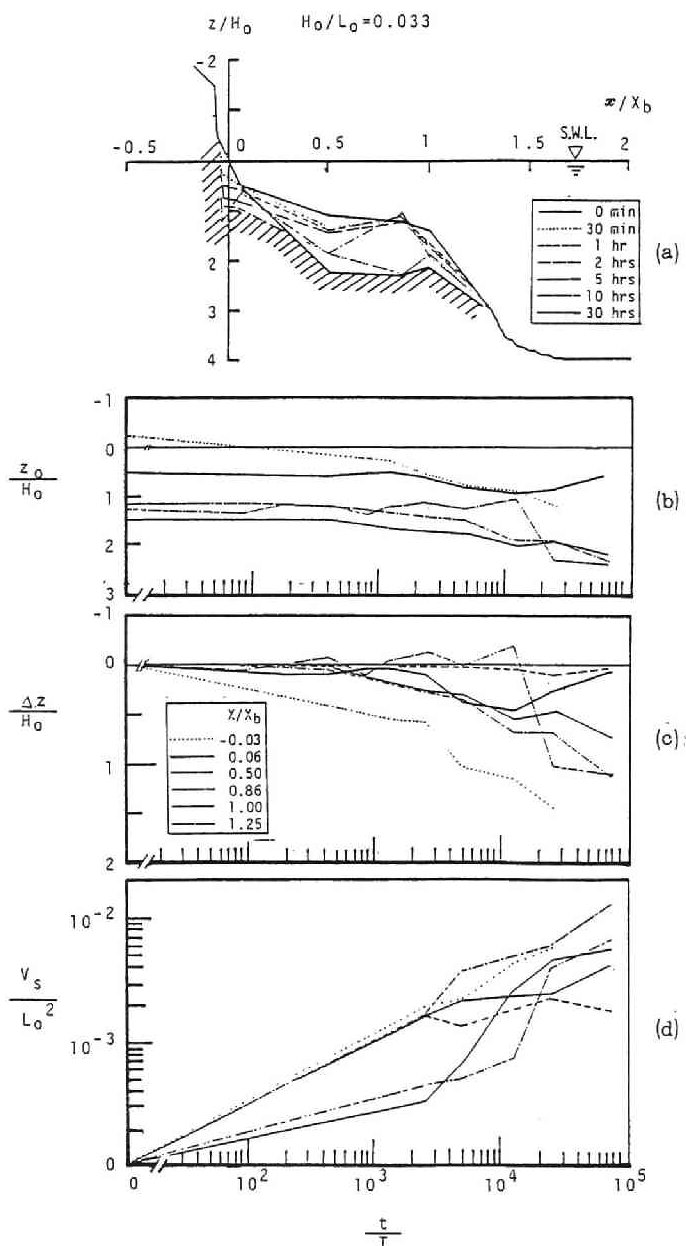 z/H₀ H₀/L₀=0.033
-2
x/X_b
S.W.L.
-0.5 0 0.5 1 1.5 2
1
2
3
4
0 min
30 min
1 hr
2 hrs
5 hrs
10 hrs
30 hrs
(a)
-1
0
1
2
3
z₀
H₀
(b)
-1
0
1
2
Δz
H₀
X/X_b
-0.03
0.06
0.50
0.86
1.00
1.25
(c)
10⁻²
10⁻³
0
V_s
L₀²
(d)
0 10² 10³ 10⁴ 10⁵
t
T